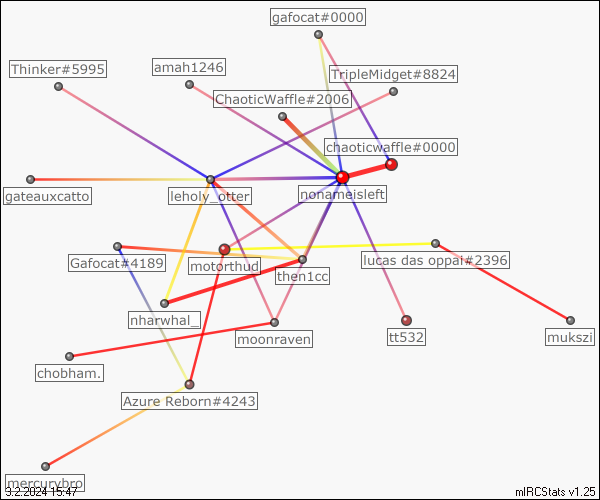 gafocat#0000
Thinker#5995
amah1246
TripleMidget#8824
ChaoticWaffle#2006
chaoticwaffle#0000
gateauxcatto
leholy_otter
nonameisleft
Gafocat#4189
motorthud
lucas das oppai#2396
then1cc
nharwhal_
moonraven
tt532
mukszi
chobham.
Azure Reborn#4243
mercurybro
3.2.2024 15:47
mIRCStats v1.25